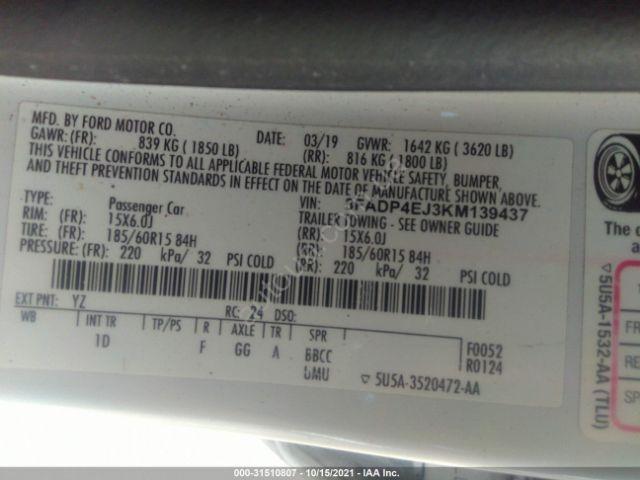 MFD. BY FORD MOTOR CO.
DATE: 03/19 GVWR: 1642 KG ( 3620 LB)
GAWR:(FR): 839 KG ( 1850 LB) (RR): 816 KG ( 1800 LB)
THIS VEHICLE CONFORMS TO ALL APPLICABLE FEDERAL MOTOR VEHICLE SAFETY, BUMPER,
AND THEFT PREVENTION STANDARDS IN EFFECT ON THE DATE OF MANUFACTURE SHOWN ABOVE.
VIN: 3FADP4EJ3KM139437
TYPE: Passenger Car TRAILER TOWING - SEE OWNER GUIDE
RIM: 15X6.0J (RR): 15X6.0J
TIRE: 185/60R15 84H (RR): 185/60R15 84H
PRESSURE: (FR): 220 kPa/ 32 PSI COLD (RR): 220 kPa/ 32 PSI COLD
EXT PNT: YZ RC: 24 DSO:
WB INT TR TP/PS R AXLE TR SPR
1D F GG A BBCC
DMU
F0052
R0124
▽ 5U5A-3520472-AA
The c
a
▽ 5U5A-1532-AA (TLU)
FR
RE
SP
000-31510807 - 10/15/2021 - IAA Inc.